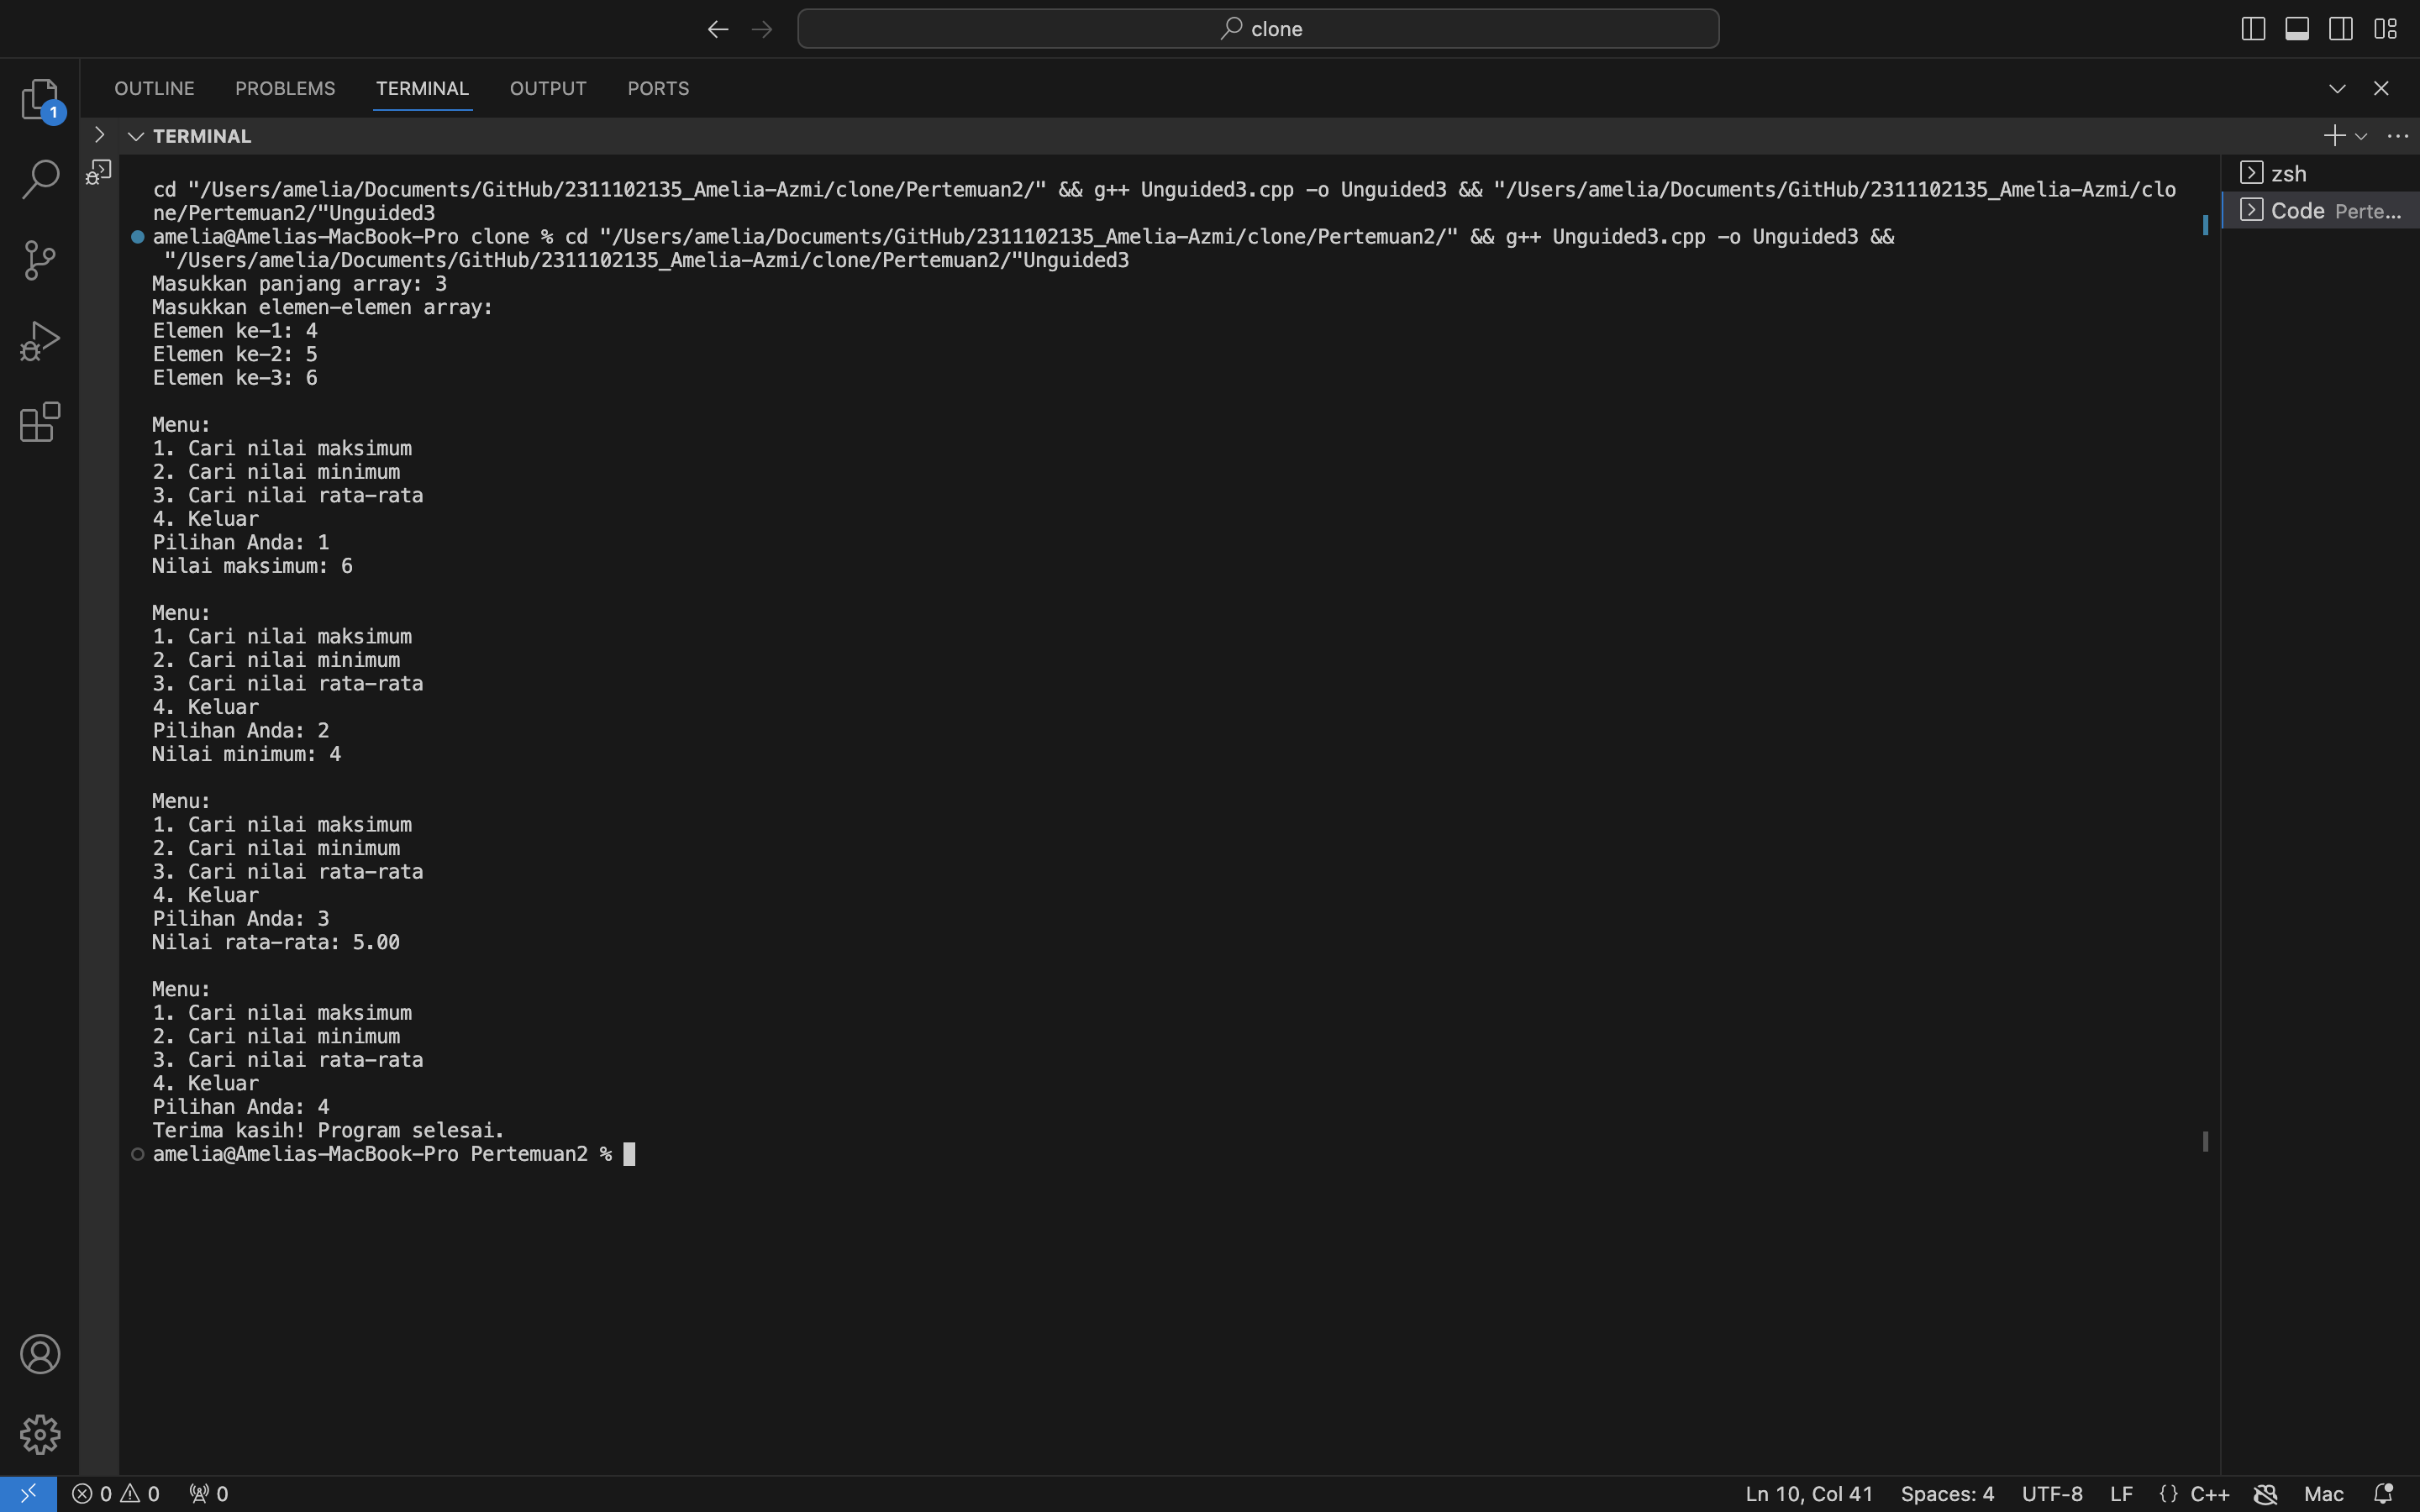 clone
OUTLINE PROBLEMS TERMINAL OUTPUT PORTS
1
TERMINAL
zsh
Code Perte...
cd "/Users/amelia/Documents/GitHub/2311102135_Amelia-Azmi/clone/Pertemuan2/" && g++ Unguided3.cpp -o Unguided3 && "/Users/amelia/Documents/GitHub/2311102135_Amelia-Azmi/clo
ne/Pertemuan2/"Unguided3
amelia@Amelias-MacBook-Pro clone % cd "/Users/amelia/Documents/GitHub/2311102135_Amelia-Azmi/clone/Pertemuan2/" && g++ Unguided3.cpp -o Unguided3 &&
"/Users/amelia/Documents/GitHub/2311102135_Amelia-Azmi/clone/Pertemuan2/"Unguided3
Masukkan panjang array: 3
Masukkan elemen-elemen array:
Elemen ke-1: 4
Elemen ke-2: 5
Elemen ke-3: 6
Menu:
1. Cari nilai maksimum
2. Cari nilai minimum
3. Cari nilai rata-rata
4. Keluar
Pilihan Anda: 1
Nilai maksimum: 6
Menu:
1. Cari nilai maksimum
2. Cari nilai minimum
3. Cari nilai rata-rata
4. Keluar
Pilihan Anda: 2
Nilai minimum: 4
Menu:
1. Cari nilai maksimum
2. Cari nilai minimum
3. Cari nilai rata-rata
4. Keluar
Pilihan Anda: 3
Nilai rata-rata: 5.00
Menu:
1. Cari nilai maksimum
2. Cari nilai minimum
3. Cari nilai rata-rata
4. Keluar
Pilihan Anda: 4
Terima kasih! Program selesai.
amelia@Amelias-MacBook-Pro Pertemuan2 %
0 0 0 Ln 10, Col 41 Spaces: 4 UTF-8 LF {} C++ Mac